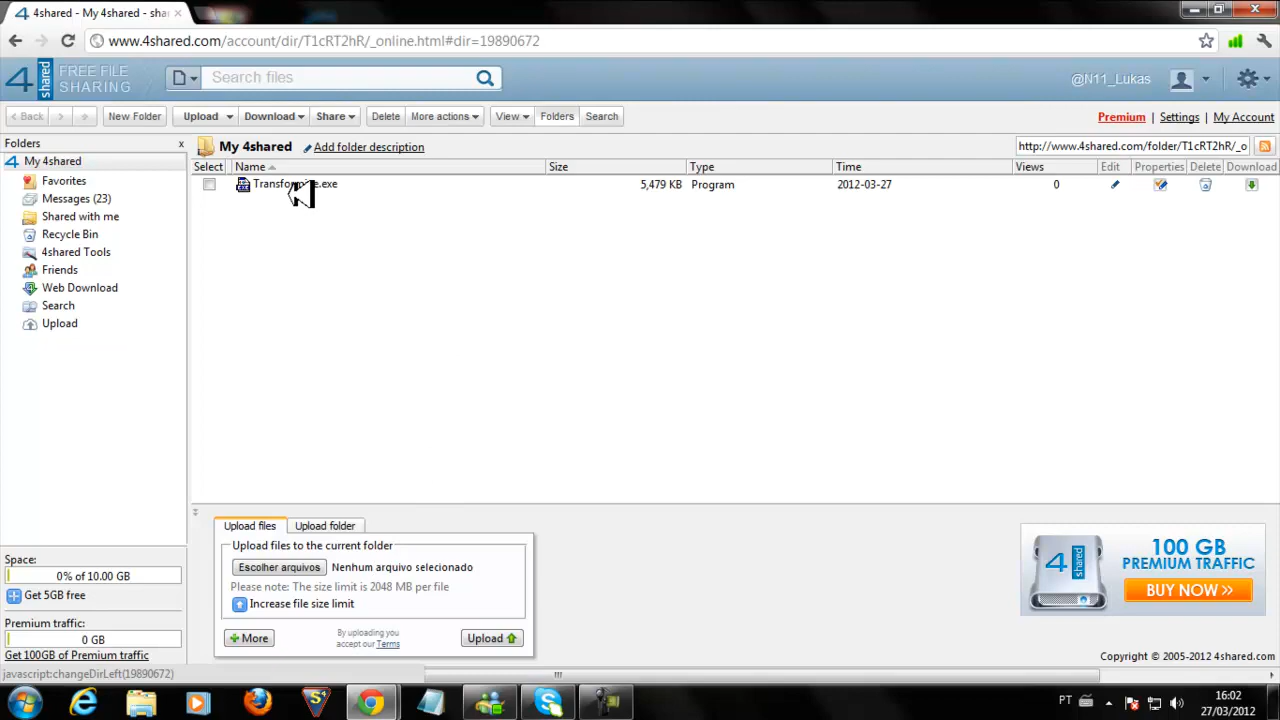 4shared - My 4shared - sha
www.4shared.com/account/dir/T1cRT2hR/_online.html#dir=19890672
4 shared FREE FILE SHARING
Search files
@N11_Lukas
< Back
New Folder
Upload
Download
Share
Delete
More actions
View
Folders
Search
Premium | Settings | My Account
Folders x
My 4shared
Favorites
Messages (23)
Shared with me
Recycle Bin
4shared Tools
Friends
Web Download
Search
Upload
My 4shared Add folder description
http://www.4shared.com/folder/T1cRT2hR/_o
Select Name Size Type Time Views Edit Properties Delete Download
5,479 KB Program 2012-03-27 0
Upload files Upload folder
Upload files to the current folder
Escolher arquivos Nenhum arquivo selecionado
Please note: The size limit is 2048 MB per file
Increase file size limit
More
By uploading you
accept our Terms
Upload
4 shared
100 GB
PREMIUM TRAFFIC
BUY NOW >>
Space:
0% of 10.00 GB
Get 5GB free
Premium traffic:
0 GB
Get 100GB of Premium traffic
Copyright © 2005-2012 4shared.com
javascript:changeDirLeft(19890672)
PT
16:02
27/03/2012